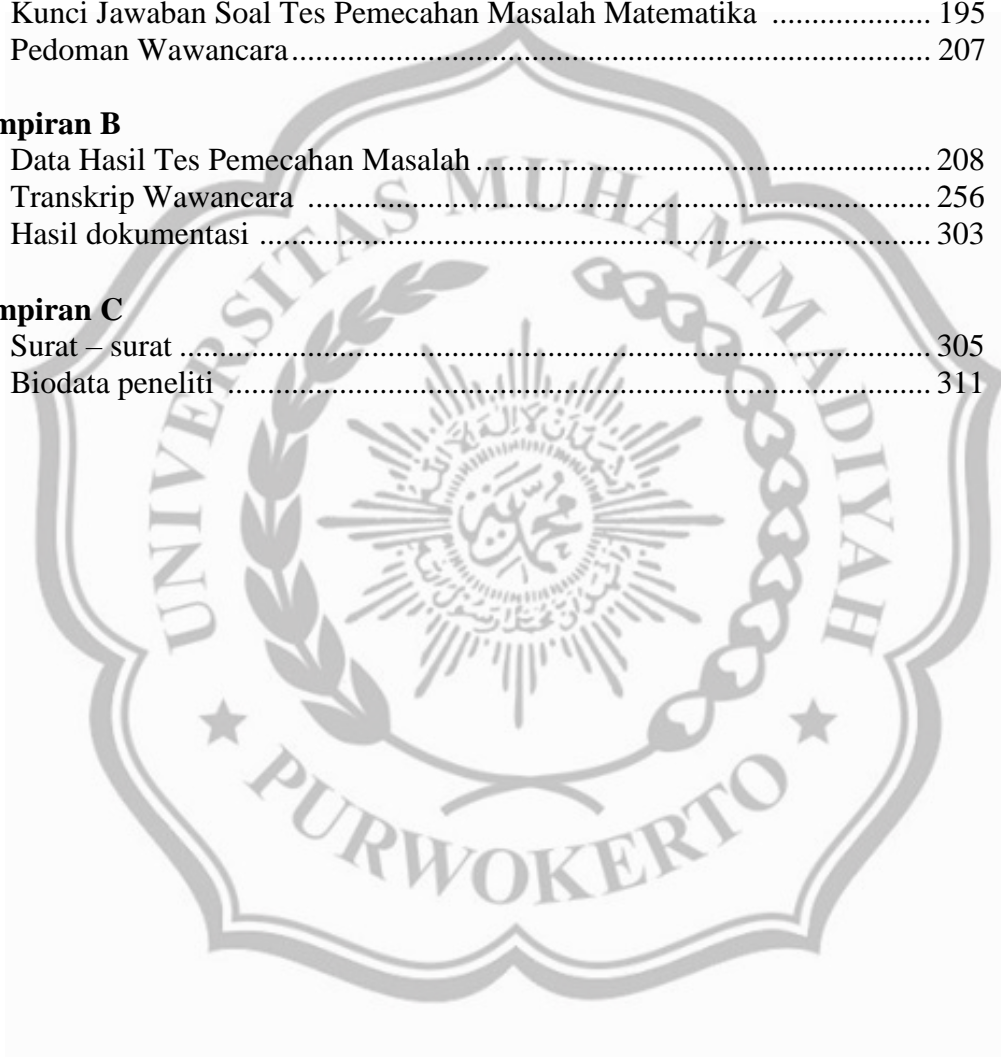 Kunci Jawaban Soal Tes Pemecahan Masalah Matematika .................... 195
Pedoman Wawancara ................................................................................. 207
mpiran B
Data Hasil Tes Pemecahan Masalah .......................................................... 208
Transkrip Wawancara ............................................................................... 256
Hasil dokumentasi ..................................................................................... 303
mpiran C
Surat – surat ............................................................................................... 305
Biodata peneliti ......................................................................................... 311
UNIVERSITAS MUHAMMADIYAH
PURWOKERTO